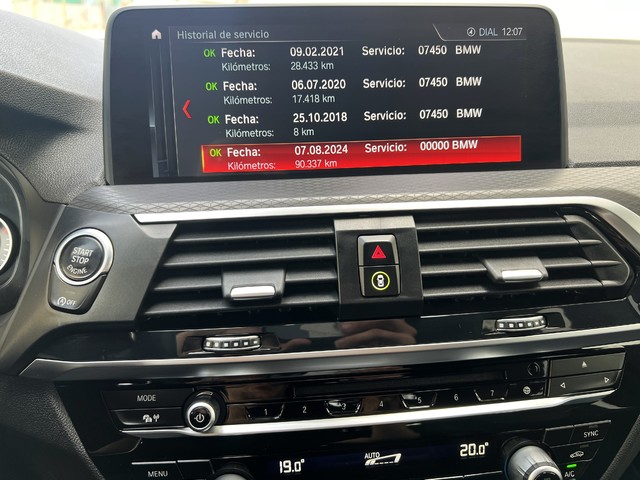 Historial de servicio
DIAL 12:07
OK Fecha: 09.02.2021 Servicio: 07450 BMW
Kilómetros: 28.433 km
OK Fecha: 06.07.2020 Servicio: 07450 BMW
Kilómetros: 17.418 km
OK Fecha: 25.10.2018 Servicio: 07450 BMW
Kilómetros: 8 km
OK Fecha: 07.08.2024 Servicio: 00000 BMW
Kilómetros: 90.337 km
START
STOP
ENGINE
OFF
MODE
1 2 3 4 5 6 7
MENU
19.0°
AUTO
20.0°
SYNC
A/C